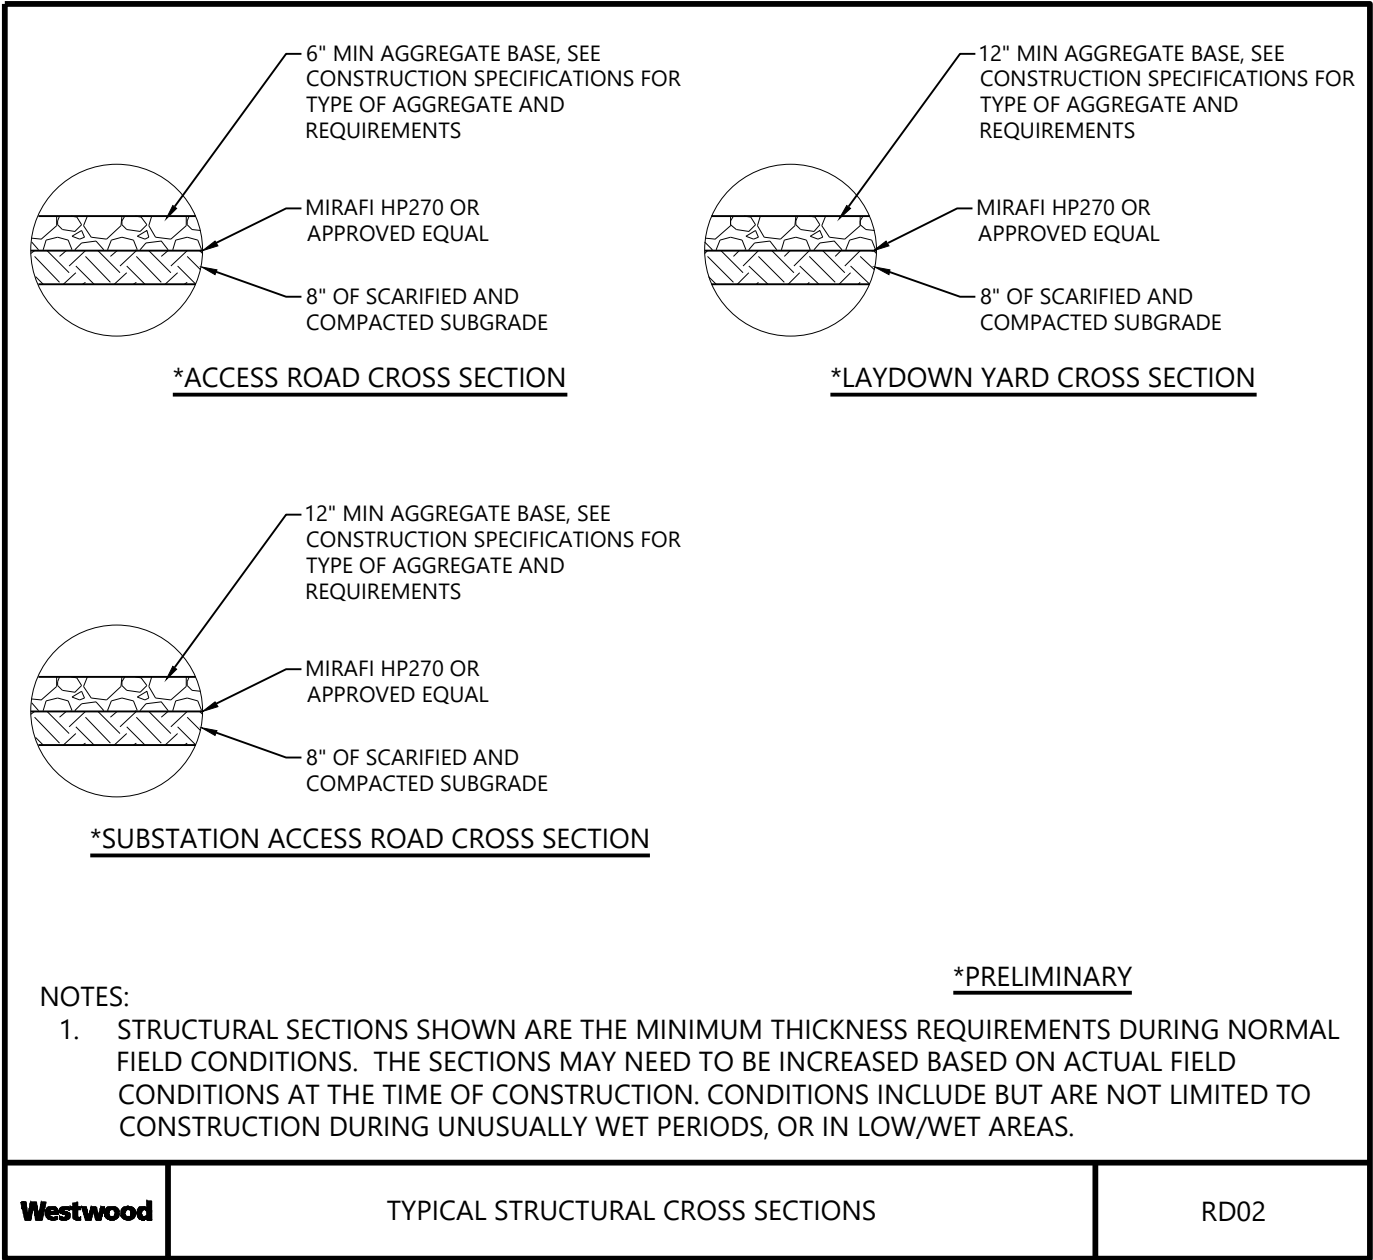 6" MIN AGGREGATE BASE, SEE
CONSTRUCTION SPECIFICATIONS FOR
TYPE OF AGGREGATE AND
REQUIREMENTS
MIRAFI HP270 OR
APPROVED EQUAL
8" OF SCARIFIED AND
COMPACTED SUBGRADE
*ACCESS ROAD CROSS SECTION
12" MIN AGGREGATE BASE, SEE
CONSTRUCTION SPECIFICATIONS FOR
TYPE OF AGGREGATE AND
REQUIREMENTS
MIRAFI HP270 OR
APPROVED EQUAL
8" OF SCARIFIED AND
COMPACTED SUBGRADE
*LAYDOWN YARD CROSS SECTION
12" MIN AGGREGATE BASE, SEE
CONSTRUCTION SPECIFICATIONS FOR
TYPE OF AGGREGATE AND
REQUIREMENTS
MIRAFI HP270 OR
APPROVED EQUAL
8" OF SCARIFIED AND
COMPACTED SUBGRADE
*SUBSTATION ACCESS ROAD CROSS SECTION
*PRELIMINARY
NOTES:
1. STRUCTURAL SECTIONS SHOWN ARE THE MINIMUM THICKNESS REQUIREMENTS DURING NORMAL
FIELD CONDITIONS. THE SECTIONS MAY NEED TO BE INCREASED BASED ON ACTUAL FIELD
CONDITIONS AT THE TIME OF CONSTRUCTION. CONDITIONS INCLUDE BUT ARE NOT LIMITED TO
CONSTRUCTION DURING UNUSUALLY WET PERIODS, OR IN LOW/WET AREAS.
Westwood
TYPICAL STRUCTURAL CROSS SECTIONS
RD02